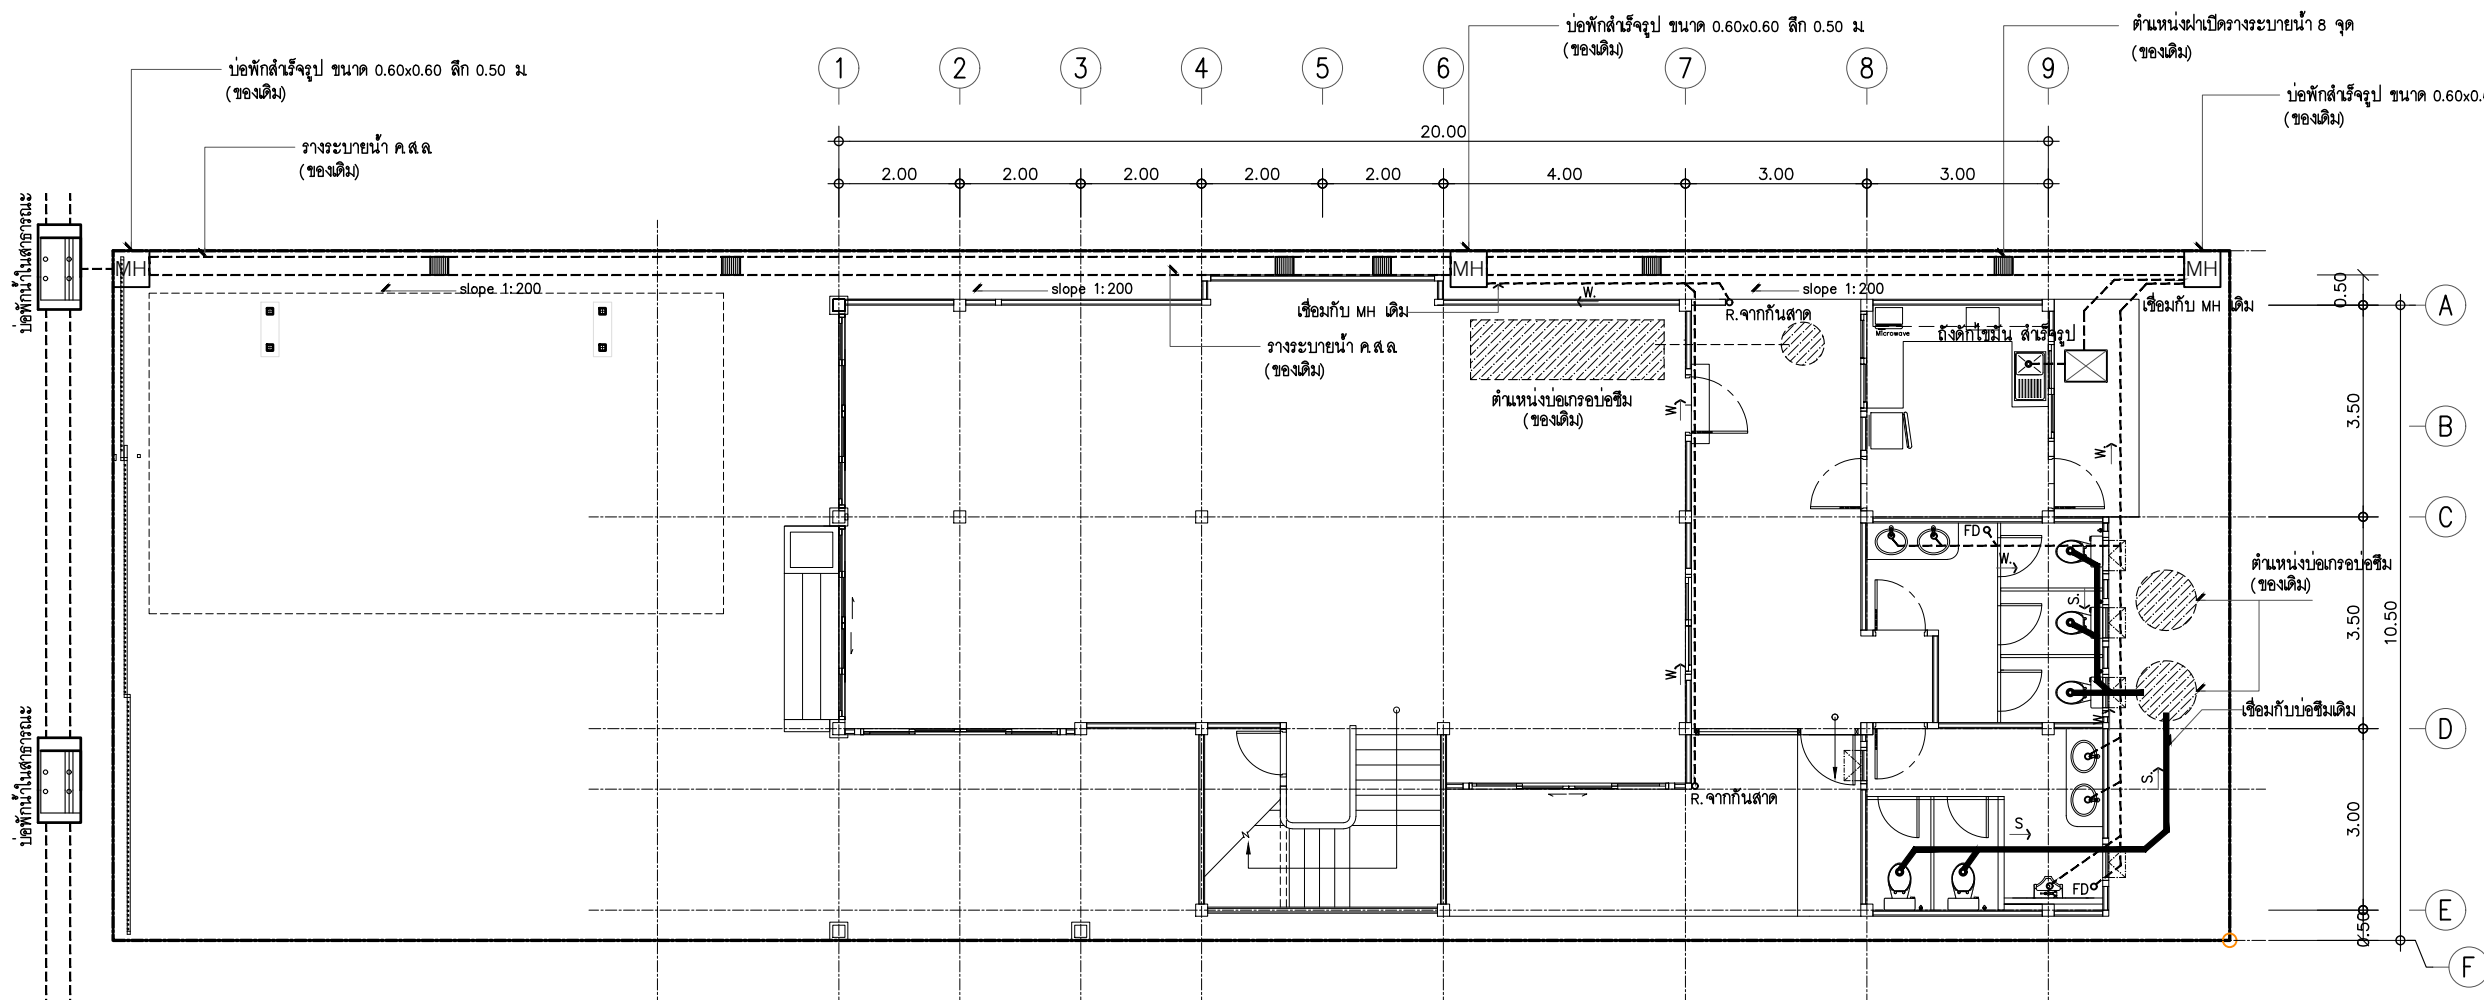 บ่อพักสำเร็จรูป ขนาด 0.60x0.60 ลึก 0.50 ม.
(ของเดิม)
ตำแหน่งฝาเปิดรางระบายน้ำ 8 จุด
(ของเดิม)
บ่อพักสำเร็จรูป ขนาด 0.60x0.60 ลึก 0.50 ม.
(ของเดิม)
1 2 3 4 5 6 7 8 9
บ่อพักสำเร็จรูป ขนาด 0.60x0.
(ของเดิม)
20.00
รางระบายน้ำ ค.ส.ล.
(ของเดิม)
2.00 2.00 2.00 2.00 2.00 4.00 3.00 3.00
บ่อพักน้ำในสาธารณะ
MH MH MH
slope 1:200 slope 1:200 slope 1:200
0.50
A
W.
เชื่อมกับ MH เดิม
R.จากกันสาด
เชื่อมกับ MH เดิม
Microwave
ถังดักไขมัน สำเร็จรูป
รางระบายน้ำ ค.ส.ล.
(ของเดิม)
ตำแหน่งบ่อเกรอบ่อซึม
(ของเดิม)
W.
3.50
B
W.
C
FD
W.
ตำแหน่งบ่อเกรอบ่อซึม
(ของเดิม)
S.
3.50
10.50
W.
เชื่อมกับบ่อซึมเดิม
W.
D
บ่อพักน้ำในสาธารณะ
S.
R.จากกันสาด
3.00
S.
FD
E
0.50
F